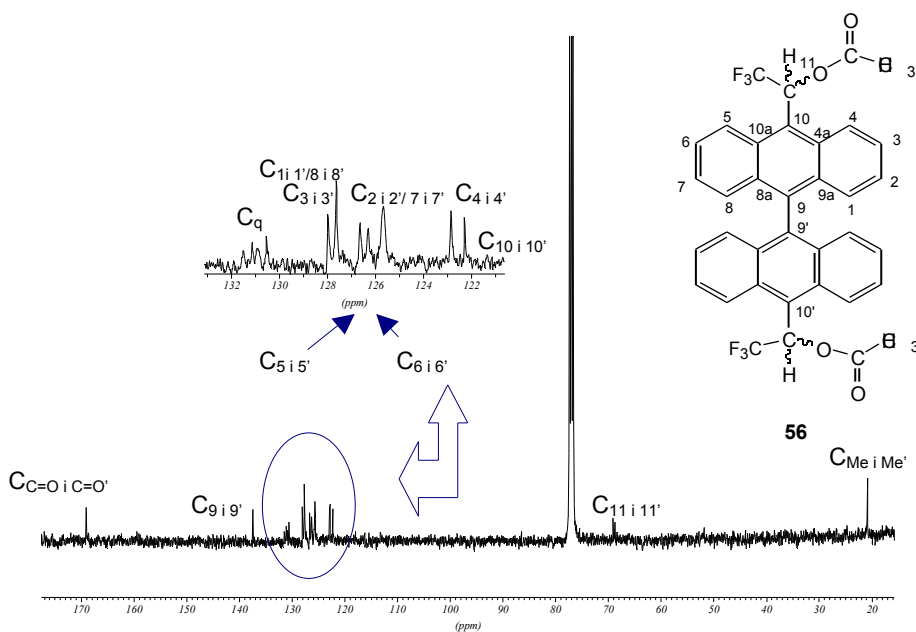 H
O
11
O
C
H 3
F3C
C
5
10
4
10a
4a
6
3
7
2
8a
9a
8
9
1
9'
10'
F3C
C
O
C
H 3
H
O
56
C1i 1'/8 i 8'
C3 i 3'
C2 i 2'/ 7 i 7'
C4 i 4'
Cq
C10 i 10'
132 130 128 126 124 122
(ppm)
C5 i 5'
C6 i 6'
CC=O i C=O'
C9 i 9'
C11 i 11'
CMe i Me'
170 160 150 140 130 120 110 100 90 80 70 60 50 40 30 20
(ppm)